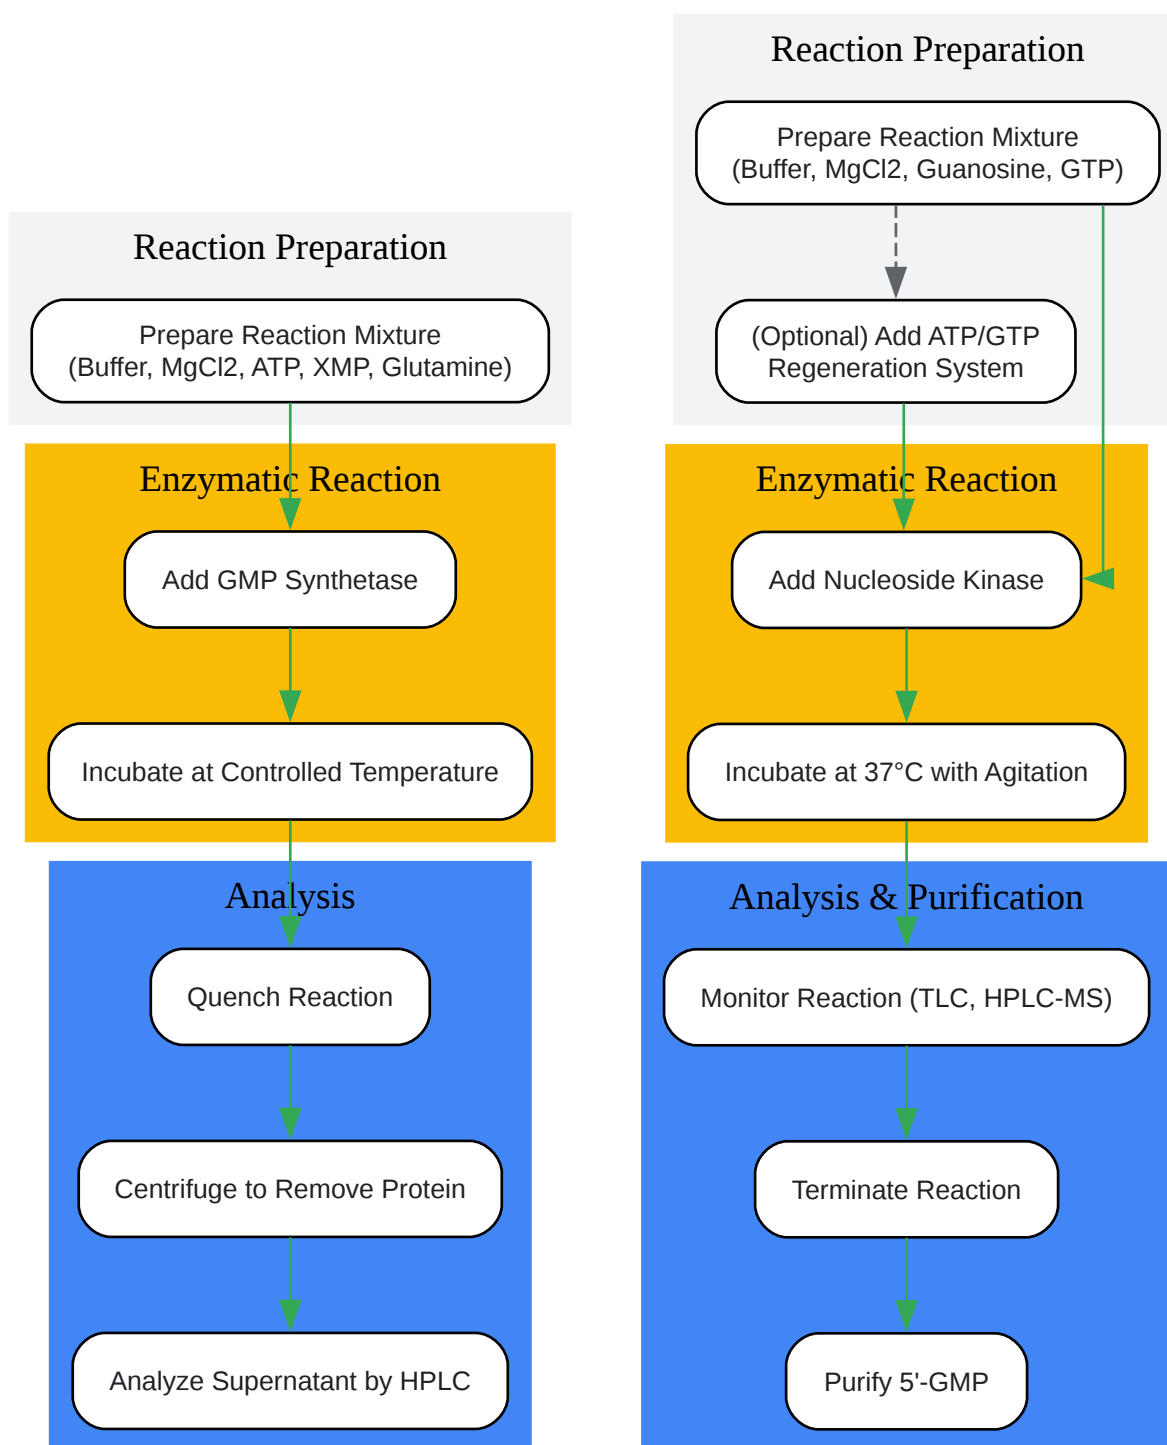 Reaction Preparation
Prepare Reaction Mixture
(Buffer, MgCl2, ATP, XMP, Glutamine)
Enzymatic Reaction
Add GMP Synthetase
Incubate at Controlled Temperature
Analysis
Quench Reaction
Centrifuge to Remove Protein
Analyze Supernatant by HPLC
Reaction Preparation
Prepare Reaction Mixture
(Buffer, MgCl2, Guanosine, GTP)
(Optional) Add ATP/GTP
Regeneration System
Enzymatic Reaction
Add Nucleoside Kinase
Incubate at 37°C with Agitation
Analysis & Purification
Monitor Reaction (TLC, HPLC-MS)
Terminate Reaction
Purify 5'-GMP